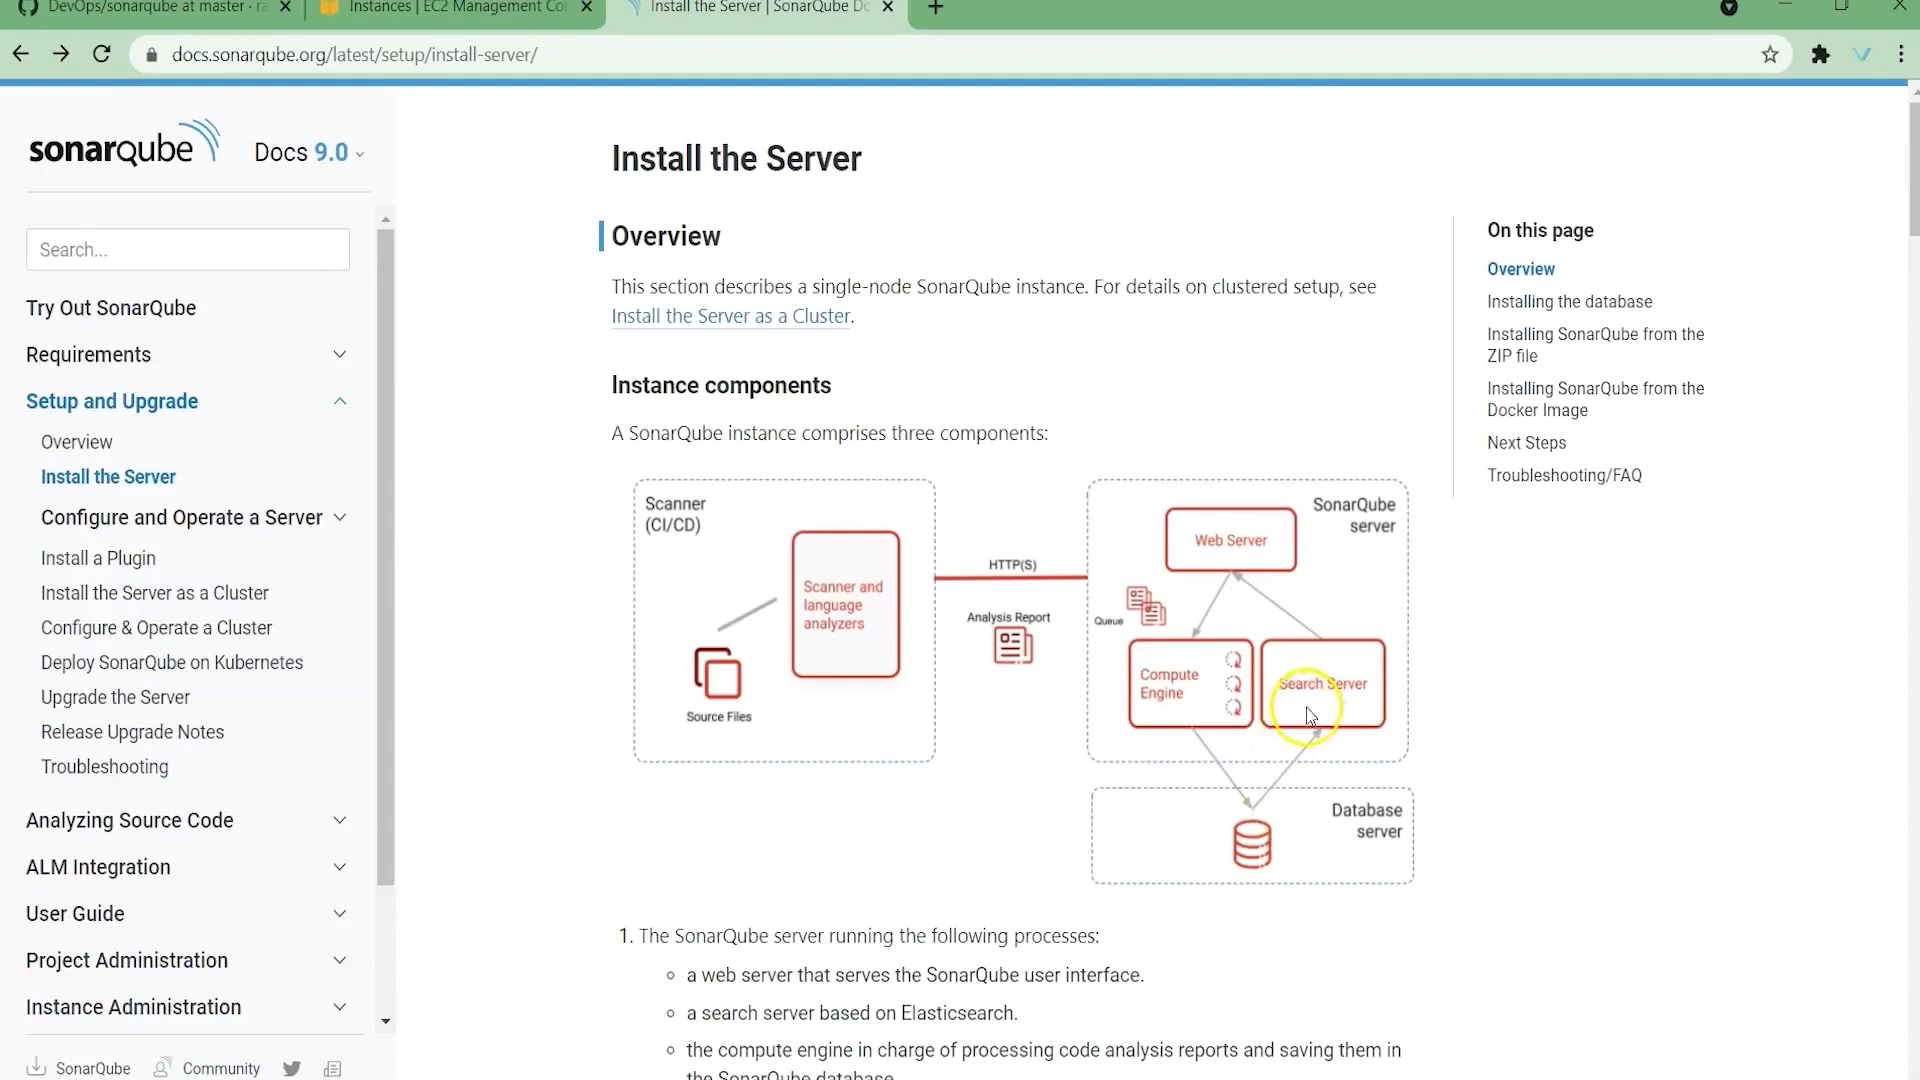 DevOps/sonarqube at master · ra
Instances | EC2 Management Co
Install the Server | SonarQube Do
docs.sonarqube.org/latest/setup/install-server/
sonarqube
Docs 9.0
Search...
Try Out SonarQube
Requirements
Setup and Upgrade
Overview
Install the Server
Configure and Operate a Server
Install a Plugin
Install the Server as a Cluster
Configure & Operate a Cluster
Deploy SonarQube on Kubernetes
Upgrade the Server
Release Upgrade Notes
Troubleshooting
Analyzing Source Code
ALM Integration
User Guide
Project Administration
Instance Administration
SonarQube
Community
Install the Server
Overview
This section describes a single-node SonarQube instance. For details on clustered setup, see
Install the Server as a Cluster.
Instance components
A SonarQube instance comprises three components:
Scanner
(CI/CD)
Scanner and
language
analyzers
Source Files
HTTP(S)
Analysis Report
SonarQube
server
Web Server
Queue
Compute
Engine
Search Server
Database
server
1. The SonarQube server running the following processes:
a web server that serves the SonarQube user interface.
a search server based on Elasticsearch.
the compute engine in charge of processing code analysis reports and saving them in
the SonarQube database.
On this page
Overview
Installing the database
Installing SonarQube from the
ZIP file
Installing SonarQube from the
Docker Image
Next Steps
Troubleshooting/FAQ